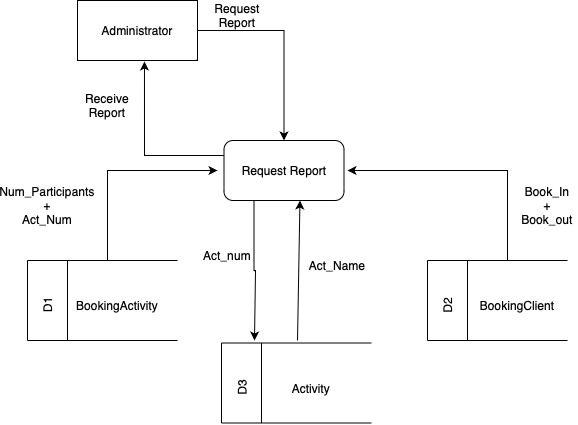 Administrator
Request
Report
Receive
Report
Request Report
Num_Participants
+
Act_Num
Book_In
+
Book_out
Act_num
Act_Name
D1
BookingActivity
D2
BookingClient
D3
Activity